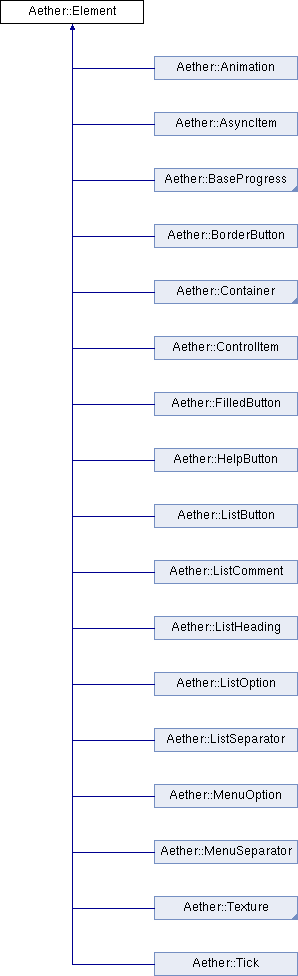 Aether::Element
Aether::Animation
Aether::AsyncItem
Aether::BaseProgress
Aether::BorderButton
Aether::Container
Aether::ControlItem
Aether::FilledButton
Aether::HelpButton
Aether::ListButton
Aether::ListComment
Aether::ListHeading
Aether::ListOption
Aether::ListSeparator
Aether::MenuOption
Aether::MenuSeparator
Aether::Texture
Aether::Tick